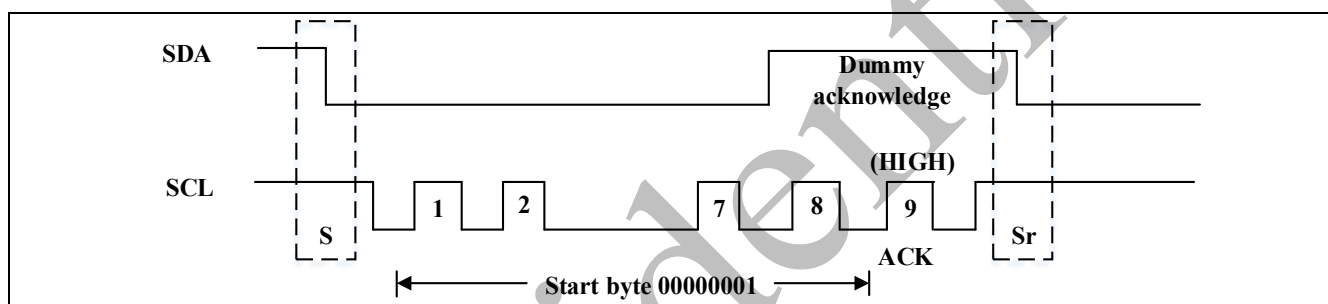 SDA
Dummy
acknowledge
(HIGH)
SCL
1 2 7 8 9
S Sr
ACK
Start byte 00000001